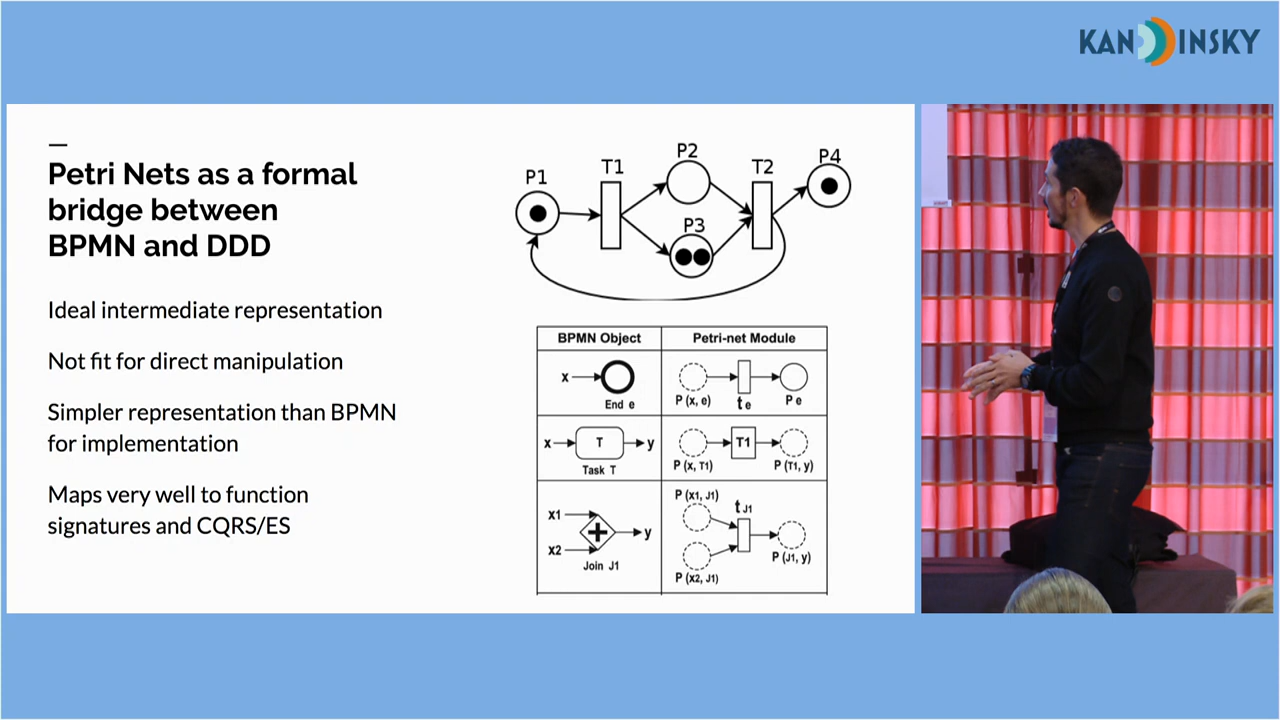 KANDDINSKY
Petri Nets as a formal
bridge between
BPMN and DDD
Ideal intermediate representation
Not fit for direct manipulation
Simpler representation than BPMN
for implementation
Maps very well to function
signatures and CQRS/ES
P1
T1
P2
P3
T2
P4
BPMN Object
Petri-net Module
x
End e
P (x, e)
t e
P e
x
T
y
Task T
T1
P (x, T1)
P (T1, y)
x1
x2
y
Join J1
P (x1, J1)
t J1
P (J1, y)
P (x2, J1)